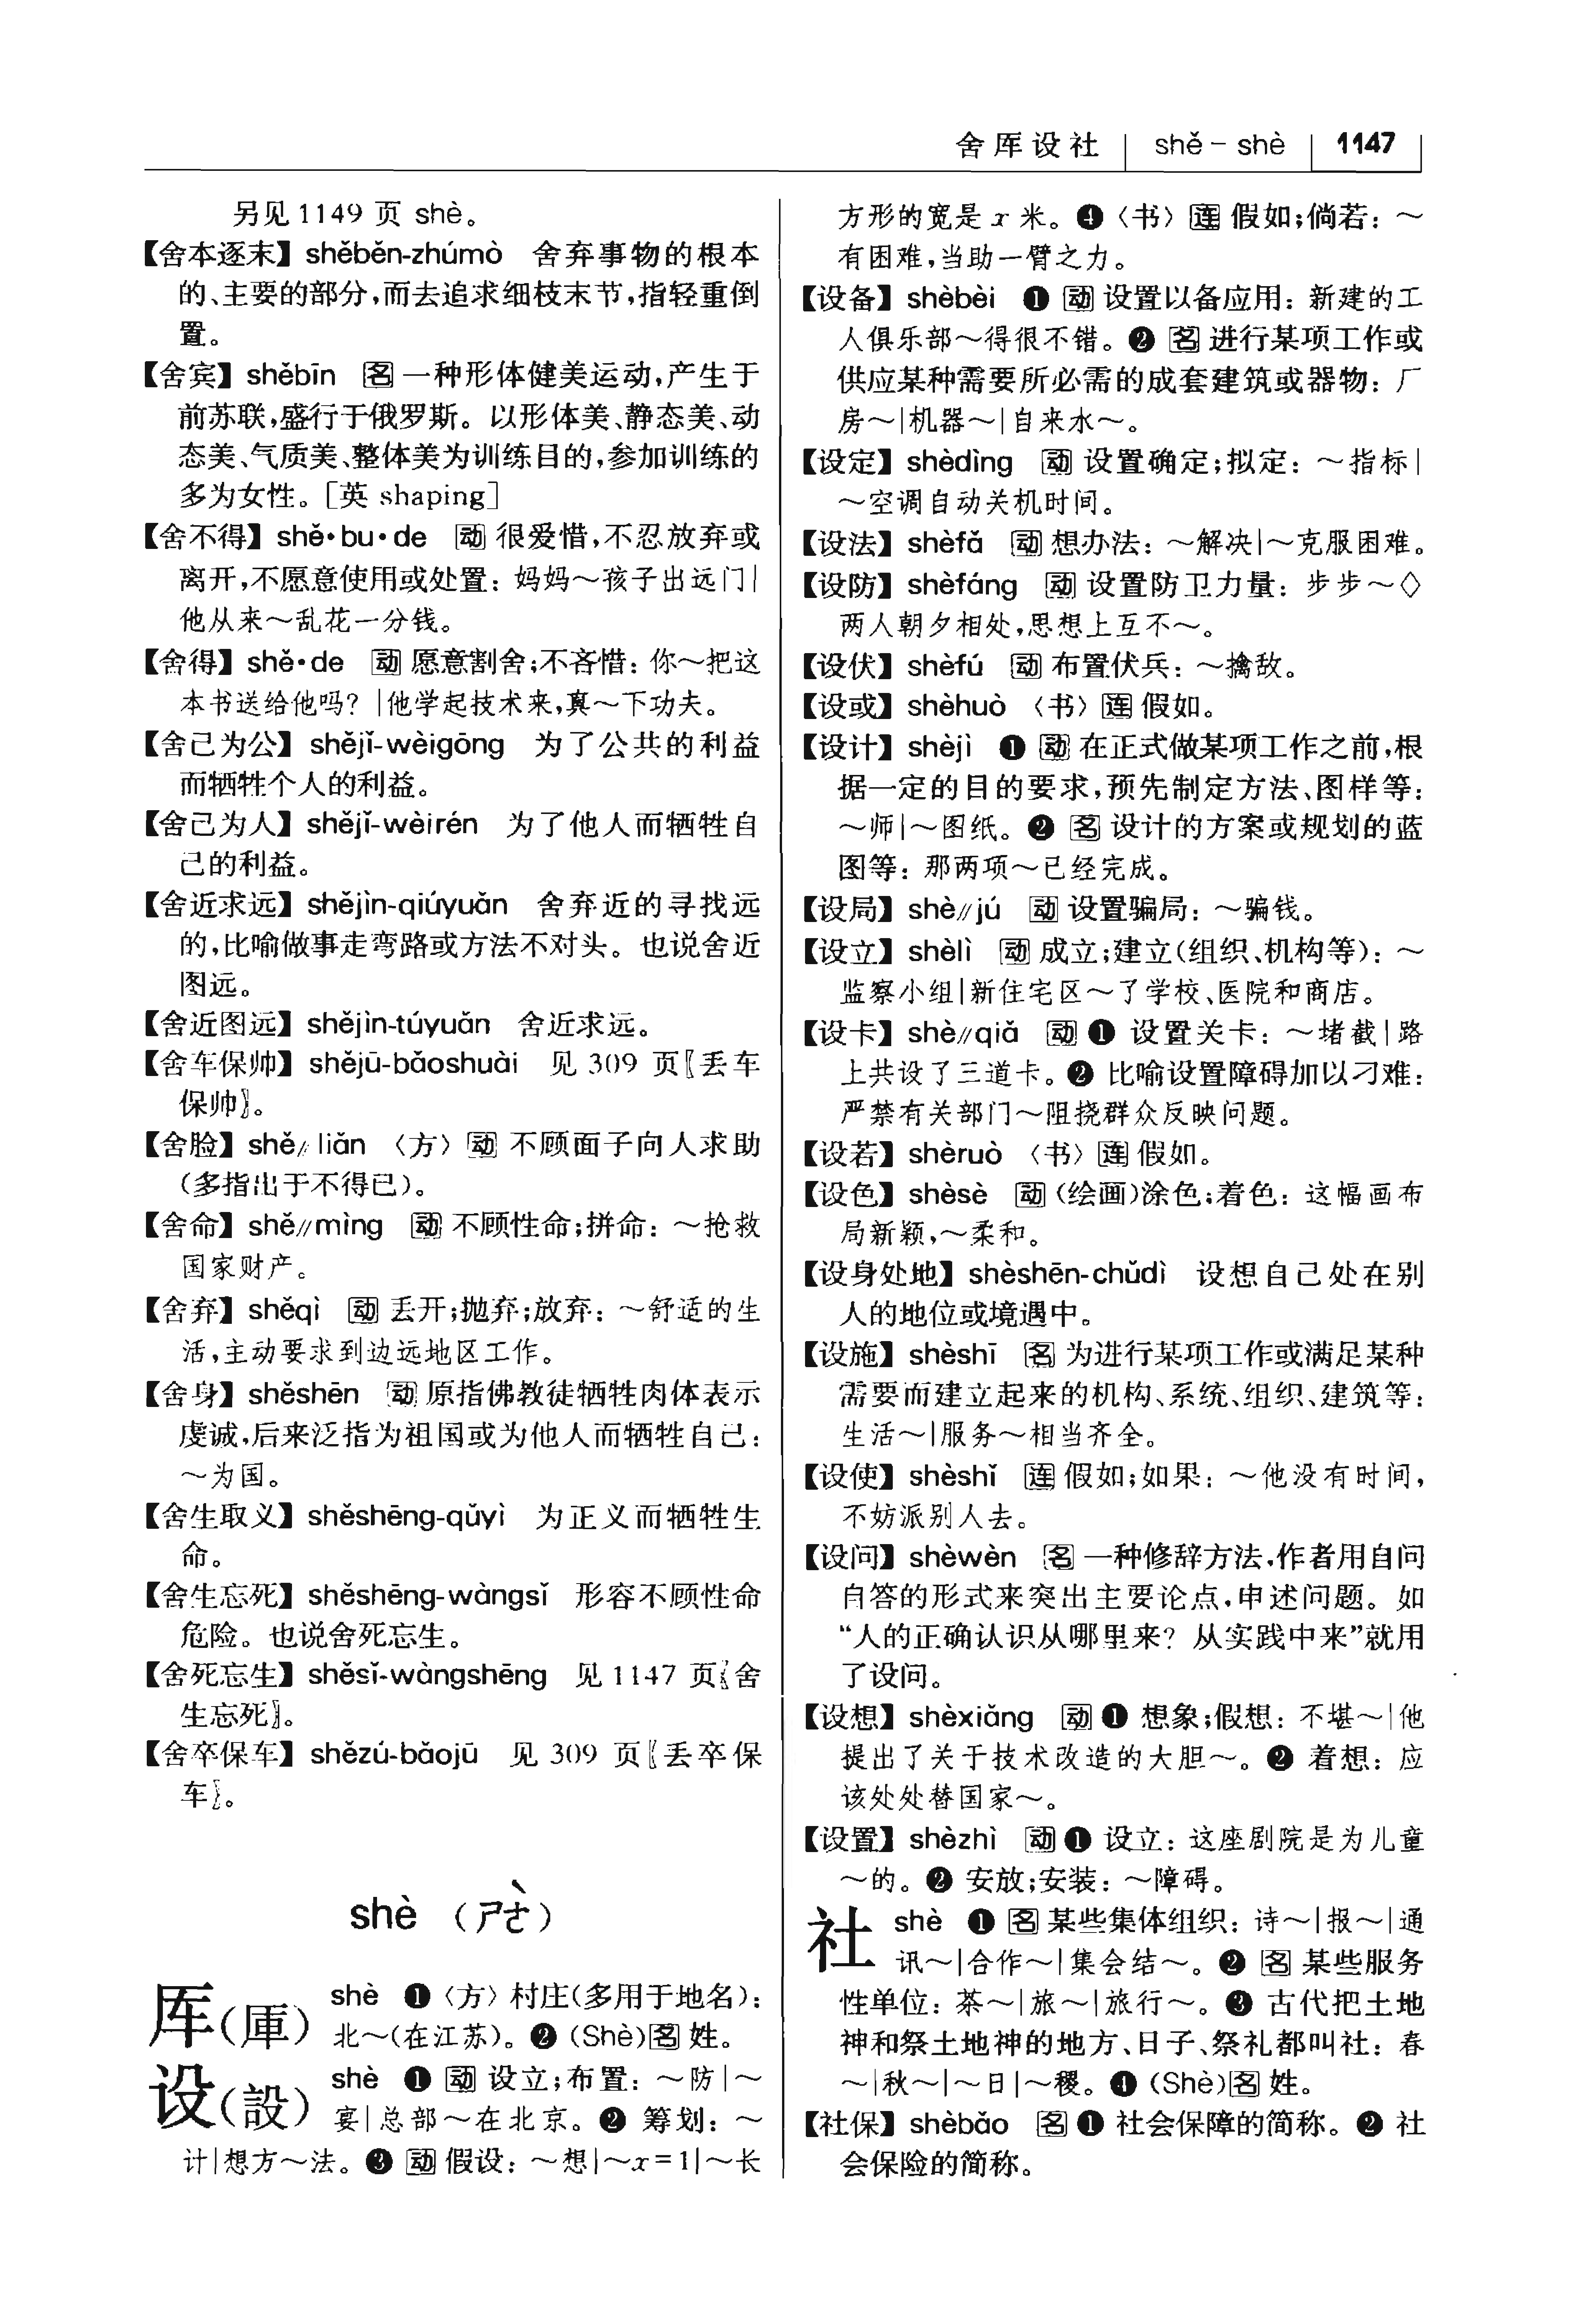 舍厍设社 shě – shè 1147
另见1149 页 shè。
【舍本逐末】 shěběn-zhúmò 舍弃事物的根本
的、主要的部分,而去追求细枝末节,指轻重倒
置。
【舍宾】 shěbīn 名 一种形体健美运动,产生于
前苏联,盛行于俄罗斯。以形体美、静态美、动
态美、气质美、整体美为训练目的,参加训练的
多为女性。[英 shaping]
【舍不得】 shě•bu•de 动 很爱惜,不忍放弃或
离开,不愿意使用或处置:妈妈~孩子出远门|
他从来~乱花一分钱。
【舍得】 shě•de 动 愿意割舍;不吝惜:你~把这
本书送给他吗?|他学起技术来,真~下功夫。
【舍己为公】 shějǐ-wèigōng 为了公共的利益
而牺牲个人的利益。
【舍己为人】 shějǐ-wèirén 为了他人而牺牲自
己的利益。
【舍近求远】 shějìn-qiúyuǎn 舍弃近的寻找远
的,比喻做事走弯路或方法不对头。也说舍近
图远。
【舍近图远】 shějìn-túyuǎn 舍近求远。
【舍车保帅】 shějū-bǎoshuài 见 309 页〖丢车
保帅〗。
【舍脸】 shě∥liǎn 〈方〉 动 不顾面子向人求助
(多指出于不得已)。
【舍命】 shě∥mìng 动 不顾性命;拼命:~抢救
国家财产。
【舍弃】 shěqì 动 丢开;抛弃;放弃:~舒适的生
活,主动要求到边远地区工作。
【舍身】 shěshēn 动 原指佛教徒牺牲肉体表示
虔诚,后来泛指为祖国或为他人而牺牲自己:
~为国。
【舍生取义】 shěshēng-qǔyì 为正义而牺牲生
命。
【舍生忘死】 shěshēng-wàngsǐ 形容不顾性命
危险。也说舍死忘生。
【舍死忘生】 shěsǐ-wàngshēng 见1147 页〖舍
生忘死〗。
【舍卒保车】 shězú-bǎojū 见 309 页〖丢卒保
车〗。
shè (ㄕㄜˋ)
厍(厙) shè ❶〈方〉村庄(多用于地名):
北~(在江苏)。❷(Shè)名 姓。
设(設) shè ❶ 动 设立;布置:~防|~
宴|总部~在北京。❷ 筹划:~
计|想方~法。❸ 动 假设:~想|~x=1|~长
方形的宽是 x 米。❹〈书〉连 假如;倘若:~
有困难,当助一臂之力。
【设备】 shèbèi ❶ 动 设置以备应用:新建的工
人俱乐部~得很不错。❷ 名 进行某项工作或
供应某种需要所必需的成套建筑或器物:厂
房~|机器~|自来水~。
【设定】 shèdìng 动 设置确定;拟定:~指标|
~空调自动关机时间。
【设法】 shèfǎ 动 想办法:~解决|~克服困难。
【设防】 shèfáng 动 设置防卫力量:步步~◇
两人朝夕相处,思想上互不~。
【设伏】 shèfú 动 布置伏兵:~擒敌。
【设或】 shèhuò 〈书〉连 假如。
【设计】 shèjì ❶ 动 在正式做某项工作之前,根
据一定的目的要求,预先制定方法、图样等:
~师|~图纸。❷ 名 设计的方案或规划的蓝
图等:那两项~已经完成。
【设局】 shè∥jú 动 设置骗局:~骗钱。
【设立】 shèlì 动 成立;建立(组织、机构等):~
监察小组|新住宅区~了学校、医院和商店。
【设卡】 shè∥qiǎ 动 ❶ 设置关卡:~堵截|路
上共设了三道卡。❷ 比喻设置障碍加以刁难:
严禁有关部门~阻挠群众反映问题。
【设若】 shèruò 〈书〉连 假如。
【设色】 shèsè 动 (绘画)涂色;着色:这幅画布
局新颖,~柔和。
【设身处地】 shèshēn-chǔdì 设想自己处在别
人的地位或境遇中。
【设施】 shèshī 名 为进行某项工作或满足某种
需要而建立起来的机构、系统、组织、建筑等:
生活~|服务~相当齐全。
【设使】 shèshǐ 连 假如;如果:~他没有时间,
不妨派别人去。
【设问】 shèwèn 名 一种修辞方法,作者用自问
自答的形式来突出主要论点,申述问题。如
“人的正确认识从哪里来?从实践中来”就用
了设问。
【设想】 shèxiǎng 动 ❶ 想象;假想:不堪~|他
提出了关于技术改造的大胆~。❷ 着想:应
该处处替国家~。
【设置】 shèzhì 动 ❶ 设立:这座剧院是为儿童
~的。❷ 安放;安装:~障碍。
社 shè ❶ 名 某些集体组织:诗~|报~|通
讯~|合作~|集会结~。❷ 名 某些服务
性单位:茶~|旅~|旅行~。❸ 古代把土地
神和祭土地神的地方、日子、祭礼都叫社:春
~|秋~|~日|~稷。❹(Shè)名 姓。
【社保】 shèbǎo 名 ❶ 社会保障的简称。❷ 社
会保险的简称。